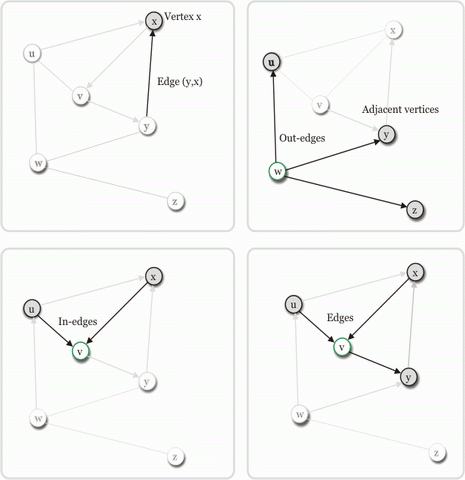 x Vertex x
u
Edge (y,x)
v
y
w
z
x
u
v
Adjacent vertices
y
Out-edges
w
z
x
u
In-edges
v
y
w
z
x
u
Edges
v
y
w
z